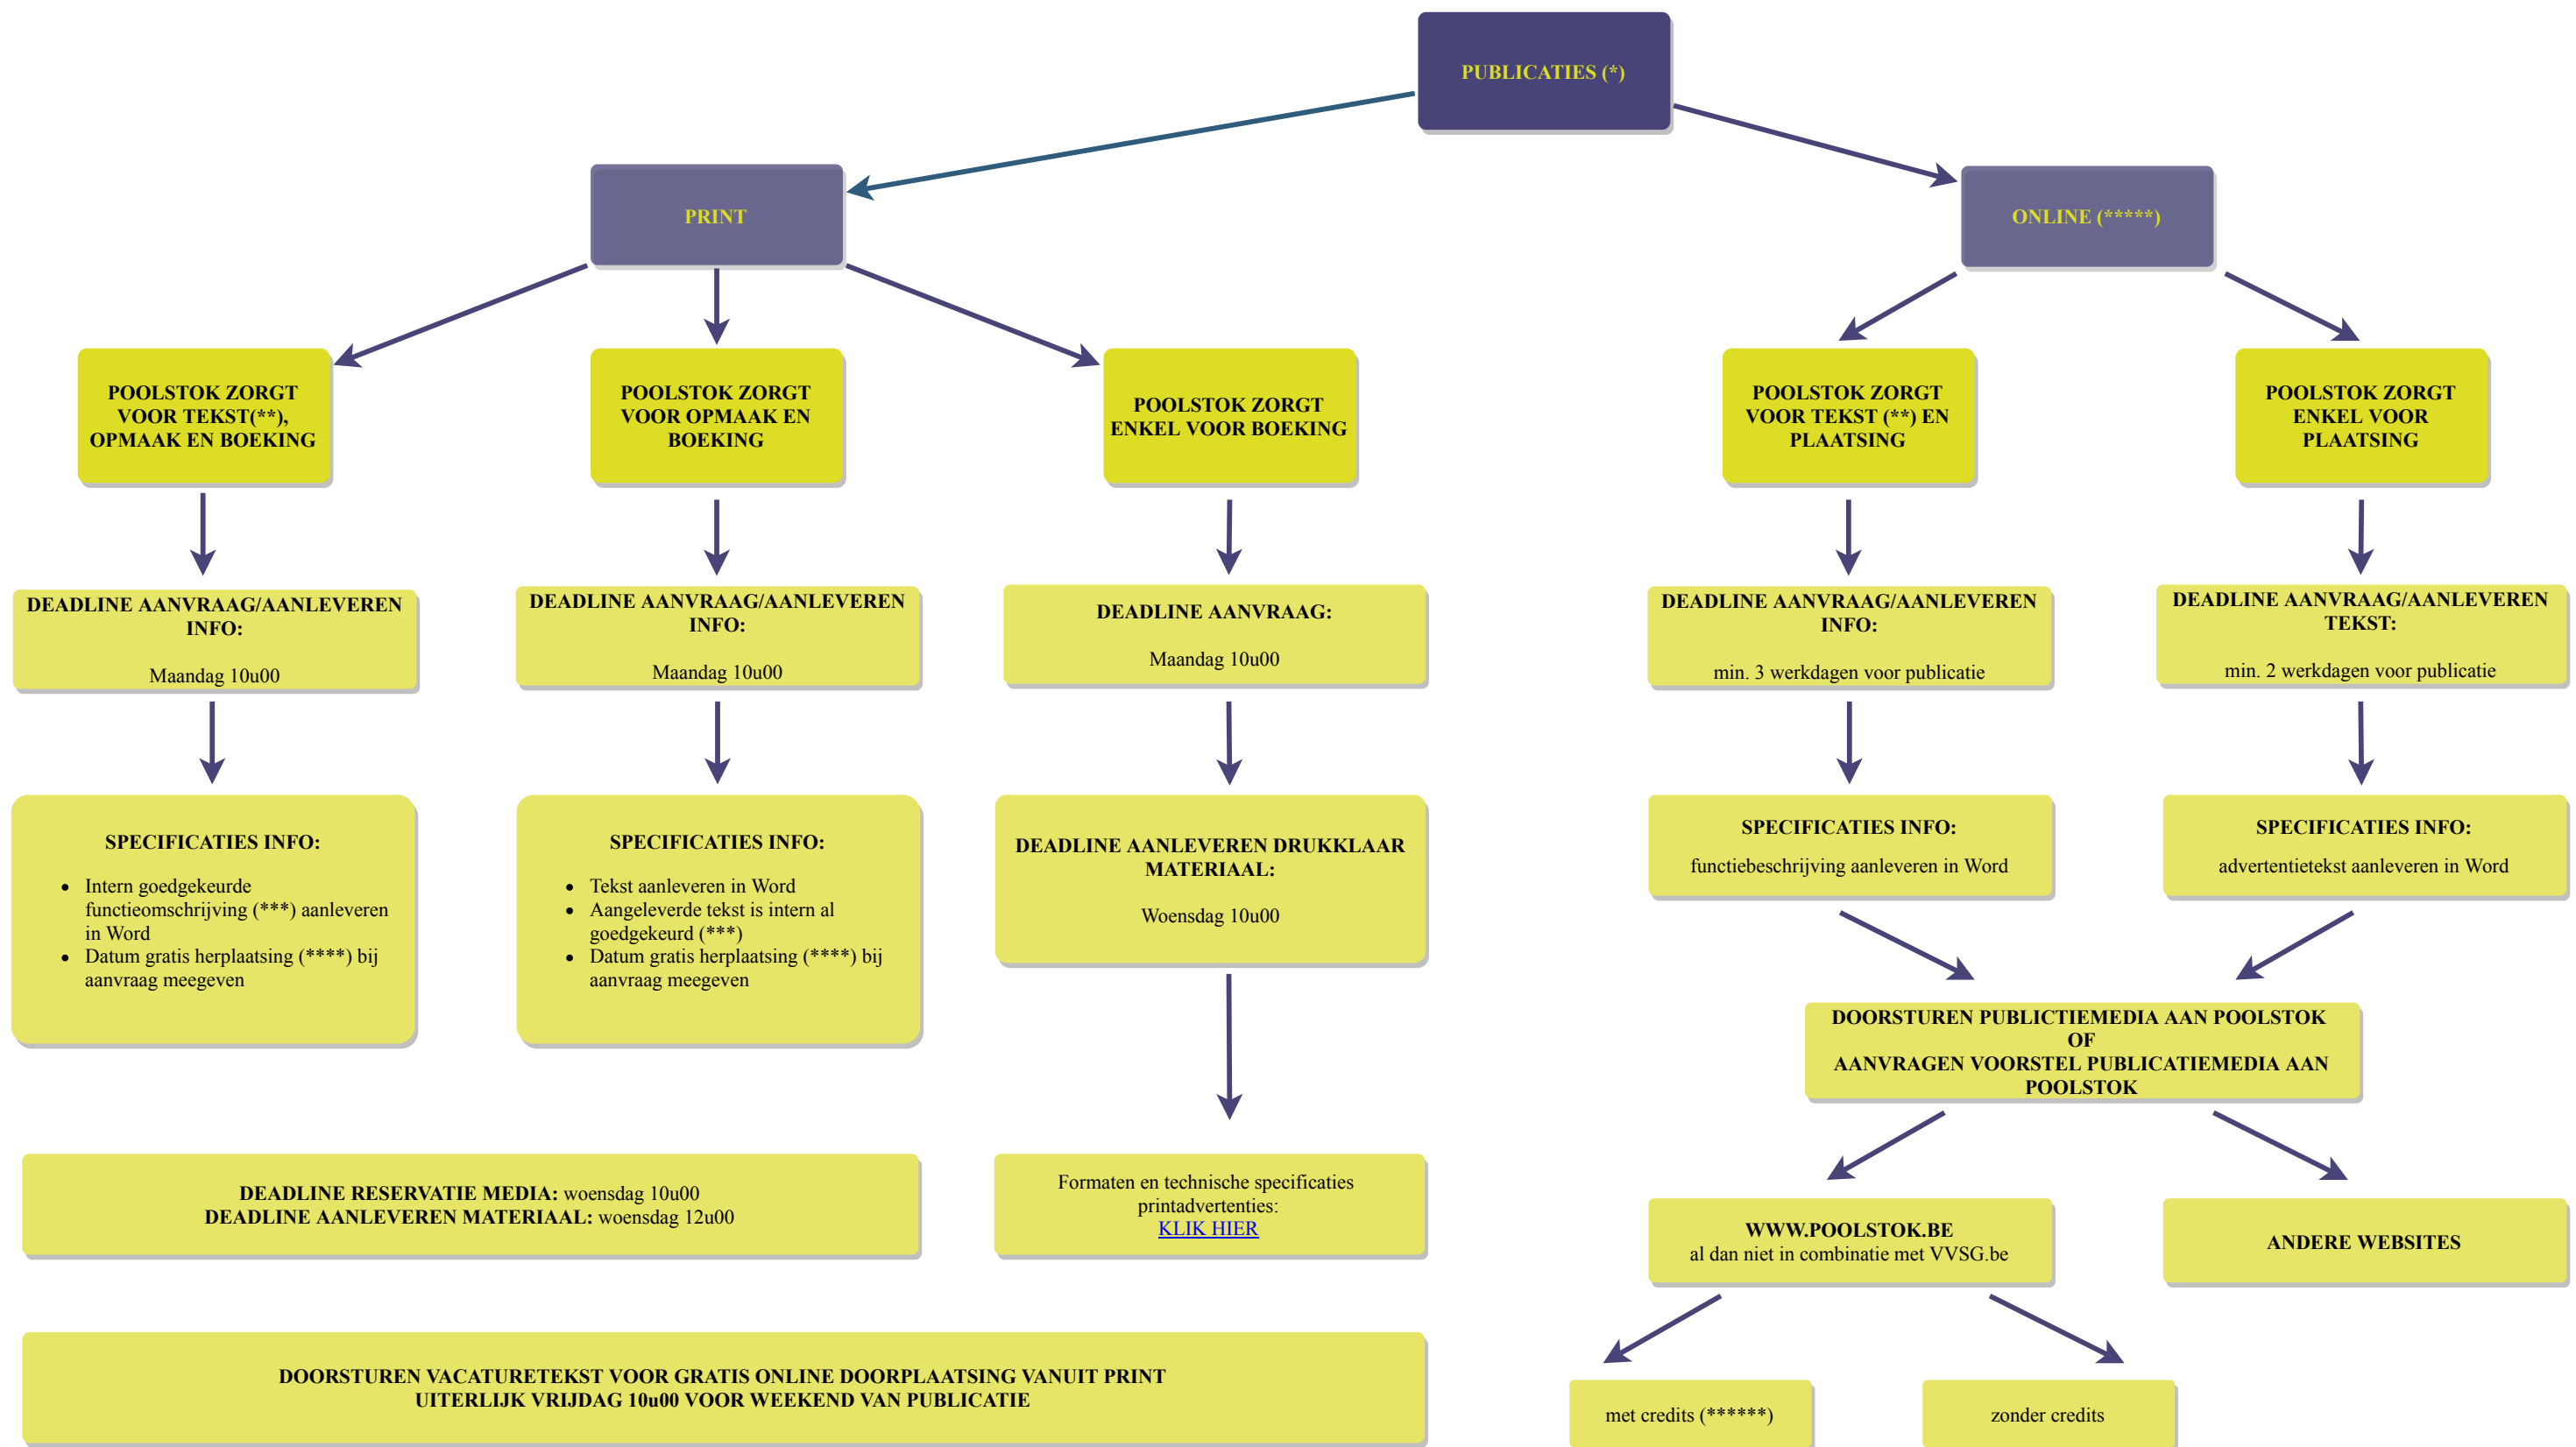 PUBLICATIES (*)
PRINT
ONLINE (*****)
POOLSTOK ZORGT
VOOR TEKST(**),
OPMAAK EN BOEKING
POOLSTOK ZORGT
VOOR OPMAAK EN
BOEKING
POOLSTOK ZORGT
ENKEL VOOR BOEKING
POOLSTOK ZORGT
VOOR TEKST (**) EN
PLAATSING
POOLSTOK ZORGT
ENKEL VOOR
PLAATSING
DEADLINE AANVRAAG/AANLEVEREN
INFO:
Maandag 10u00
DEADLINE AANVRAAG/AANLEVEREN
INFO:
Maandag 10u00
DEADLINE AANVRAAG:
Maandag 10u00
DEADLINE AANVRAAG/AANLEVEREN
INFO:
min. 3 werkdagen voor publicatie
DEADLINE AANVRAAG/AANLEVEREN
TEKST:
min. 2 werkdagen voor publicatie
SPECIFICATIES INFO:
• Intern goedgekeurde
functieomschrijving (***) aanleveren
in Word
• Datum gratis herplaatsing (****) bij
aanvraag meegeven
SPECIFICATIES INFO:
• Tekst aanleveren in Word
• Aangeleverde tekst is intern al
goedgekeurd (***)
• Datum gratis herplaatsing (****) bij
aanvraag meegeven
DEADLINE AANLEVEREN DRUKKLAAR
MATERIAAL:
Woensdag 10u00
SPECIFICATIES INFO:
functiebeschrijving aanleveren in Word
SPECIFICATIES INFO:
advertentietekst aanleveren in Word
DOORSTUREN PUBLICTIEMEDIA AAN POOLSTOK
OF
AANVRAGEN VOORSTEL PUBLICATIEMEDIA AAN
POOLSTOK
DEADLINE RESERVATIE MEDIA: woensdag 10u00
DEADLINE AANLEVEREN MATERIAAL: woensdag 12u00
Formaten en technische specificaties
printadvertenties:
KLIK HIER
WWW.POOLSTOK.BE
al dan niet in combinatie met VVSG.be
ANDERE WEBSITES
DOORSTUREN VACATURETEKST VOOR GRATIS ONLINE DOORPLAATSING VANUIT PRINT
UITERLIJK VRIJDAG 10u00 VOOR WEEKEND VAN PUBLICATIE
met credits (******)
zonder credits